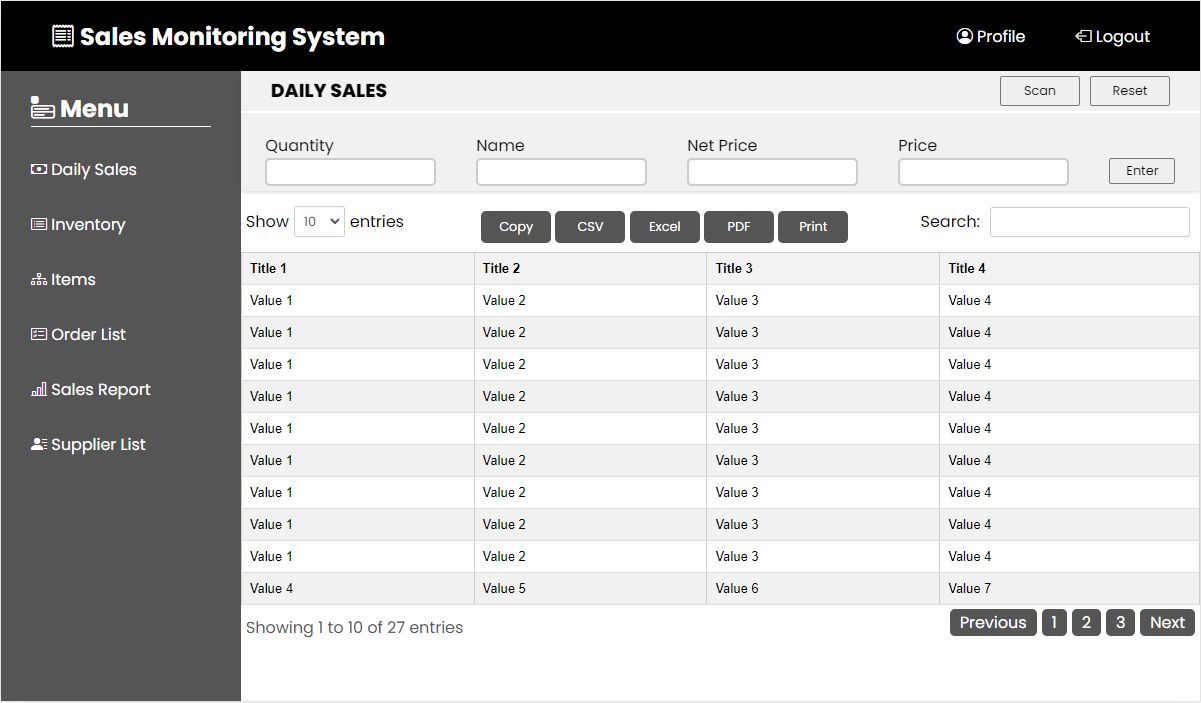 Sales Monitoring System Profile Logout
Menu
Daily Sales
Inventory
Items
Order List
Sales Report
Supplier List
DAILY SALES Scan Reset
Quantity Name Net Price Price Enter
Show 10 entries Copy CSV Excel PDF Print Search:
Title 1 Title 2 Title 3 Title 4
Value 1 Value 2 Value 3 Value 4
Value 1 Value 2 Value 3 Value 4
Value 1 Value 2 Value 3 Value 4
Value 1 Value 2 Value 3 Value 4
Value 1 Value 2 Value 3 Value 4
Value 1 Value 2 Value 3 Value 4
Value 1 Value 2 Value 3 Value 4
Value 1 Value 2 Value 3 Value 4
Value 1 Value 2 Value 3 Value 4
Value 4 Value 5 Value 6 Value 7
Showing 1 to 10 of 27 entries Previous 1 2 3 Next